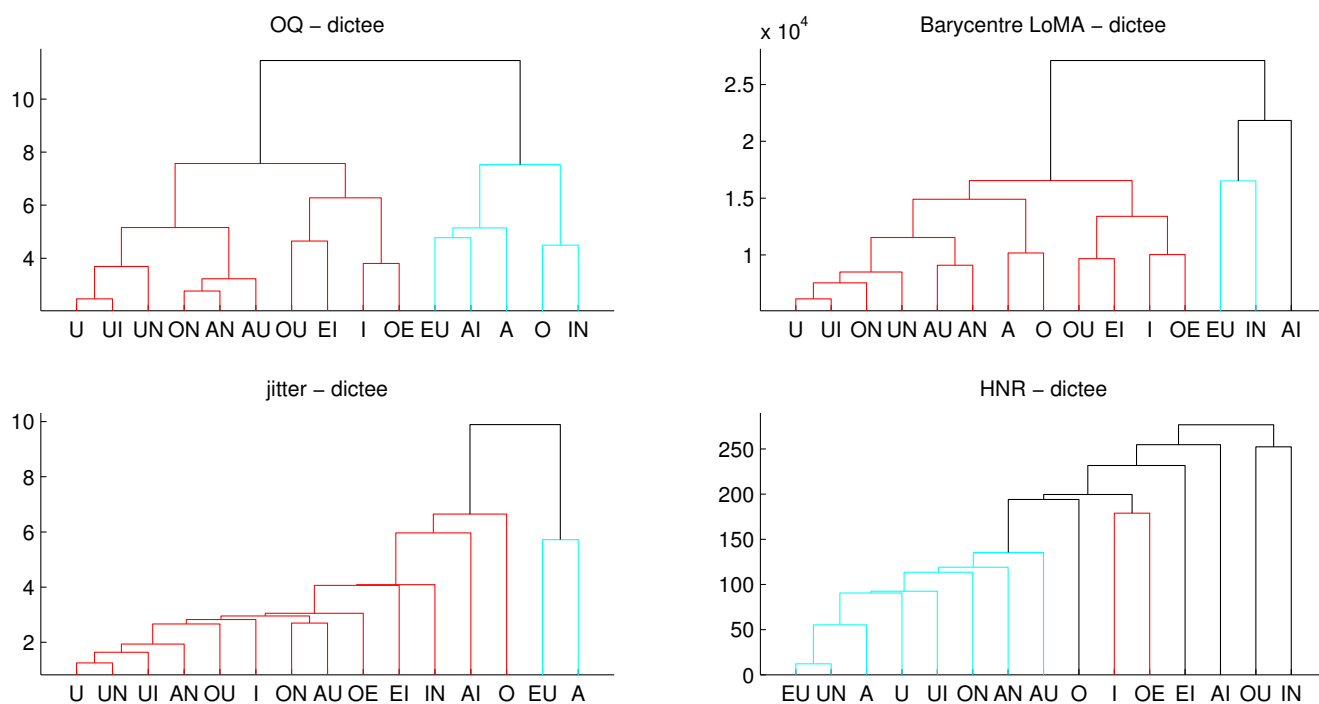 OQ – dictee
10
8
6
4
U UI UN ON AN AU OU EI I OE EU AI A O IN
Barycentre LoMA – dictee
x 10^4
2.5
2
1.5
1
U UI ON UN AU AN A O OU EI I OE EU IN AI
jitter – dictee
10
8
6
4
2
U UN UI AN OU I ON AU OE EI IN AI O EU A
HNR – dictee
250
200
150
100
50
0
EU UN A U UI ON AN AU O I OE EI AI OU IN